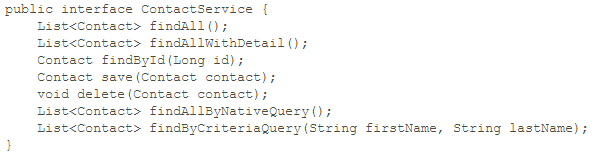 public interface ContactService {
    List<Contact> findAll();
    List<Contact> findAllWithDetail();
    Contact findById(Long id);
    Contact save(Contact contact);
    void delete(Contact contact);
    List<Contact> findAllByNativeQuery();
    List<Contact> findByCriteriaQuery(String firstName, String lastName);
}